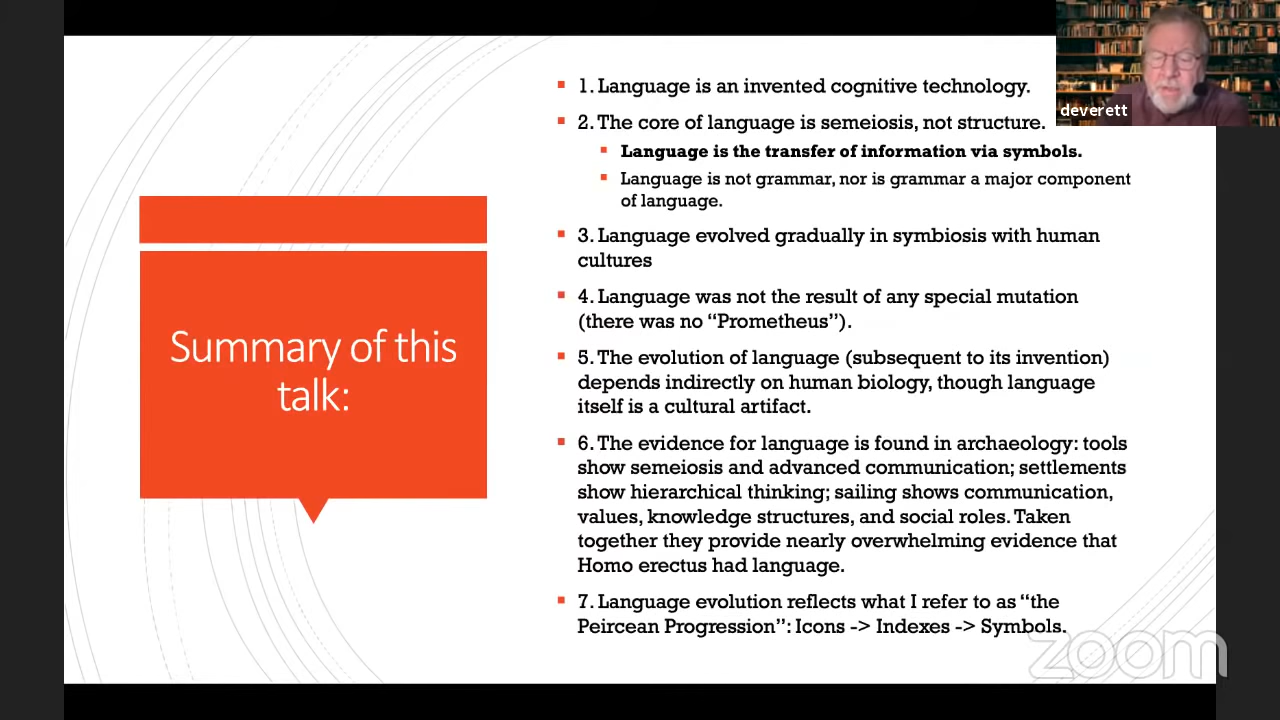 deverett
Summary of this
talk:
1. Language is an invented cognitive technology.
2. The core of language is semeiosis, not structure.
Language is the transfer of information via symbols.
Language is not grammar, nor is grammar a major component
of language.
3. Language evolved gradually in symbiosis with human
cultures
4. Language was not the result of any special mutation
(there was no “Prometheus”).
5. The evolution of language (subsequent to its invention)
depends indirectly on human biology, though language
itself is a cultural artifact.
6. The evidence for language is found in archaeology: tools
show semeiosis and advanced communication; settlements
show hierarchical thinking; sailing shows communication,
values, knowledge structures, and social roles. Taken
together they provide nearly overwhelming evidence that
Homo erectus had language.
7. Language evolution reflects what I refer to as “the
Peircean Progression”: Icons -> Indexes -> Symbols.
zoom